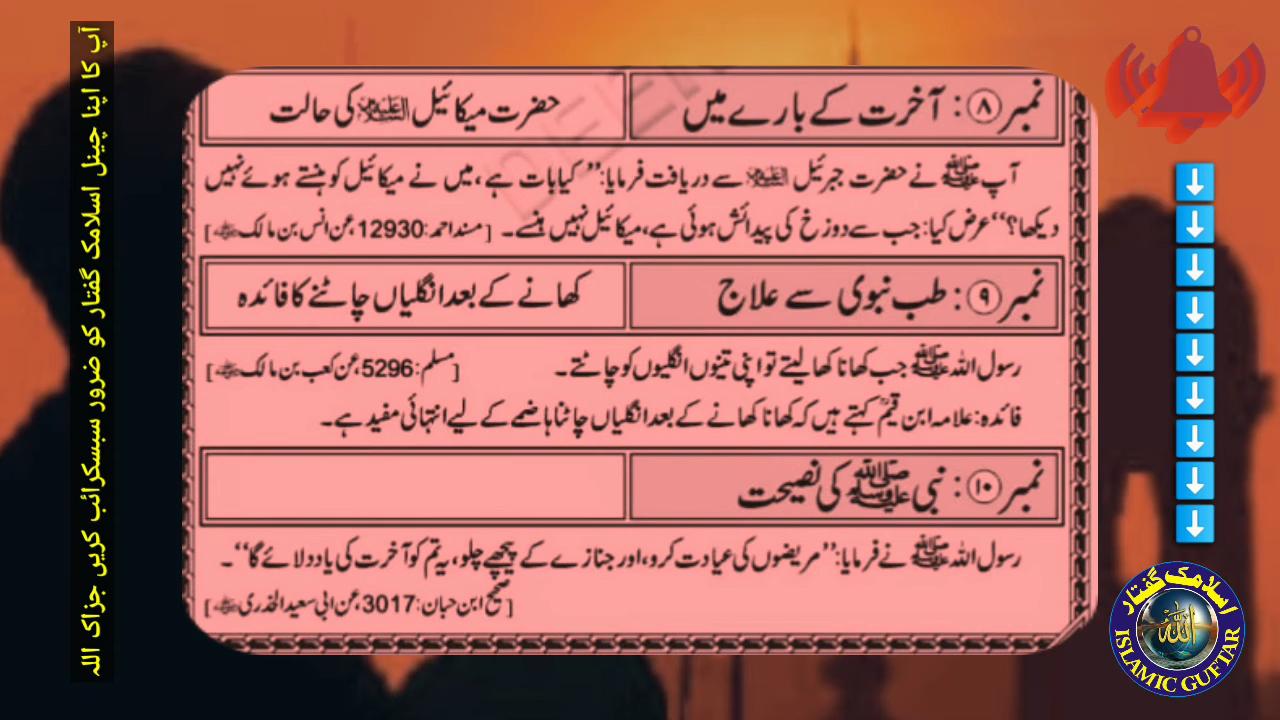 آپ کا اپنا چینل اسلامک گفتار کو ضرور سبسکرائب کریں جزاک اللہ
نمبر ۸: آخرت کے بارے میں
حضرت میکائیل علیہ السلام کی حالت
آپ ﷺ نے حضرت جبرئیل علیہ السلام سے دریافت فرمایا:’’کیا بات ہے، میں نے میکائیل کو ہنستے ہوئے نہیں
دیکھا؟‘‘ عرض کیا: جب سے دوزخ کی پیدائش ہوئی ہے، میکائیل نہیں ہنسے۔ [مسند احمد:12930، عن انس بن مالک ؓ]
نمبر ۹: طب نبوی سے علاج
کھانے کے بعد انگلیاں چاٹنے کا فائدہ
رسول اللہ ﷺ جب کھانا کھا لیتے تو اپنی تینوں انگلیوں کو چاٹتے۔ [مسلم:5296، عن کعب بن مالک ؓ]
فائدہ: علامہ ابن قیمؒ کہتے ہیں کہ کھانا کھانے کے بعد انگلیاں چاٹنا ہاضمے کے لیے انتہائی مفید ہے۔
نمبر ۱۰: نبی ﷺ کی نصیحت
رسول اللہ ﷺ نے فرمایا:’’مریضوں کی عیادت کرو، اور جنازے کے پیچھے چلو، یہ تم کو آخرت کی یاد دلائے گا‘‘۔
[صحیح ابن حبان:3017، عن ابی سعید الخدری ؓ]
اسلامک گفتار
اللہ
ISLAMIC GUFTAR